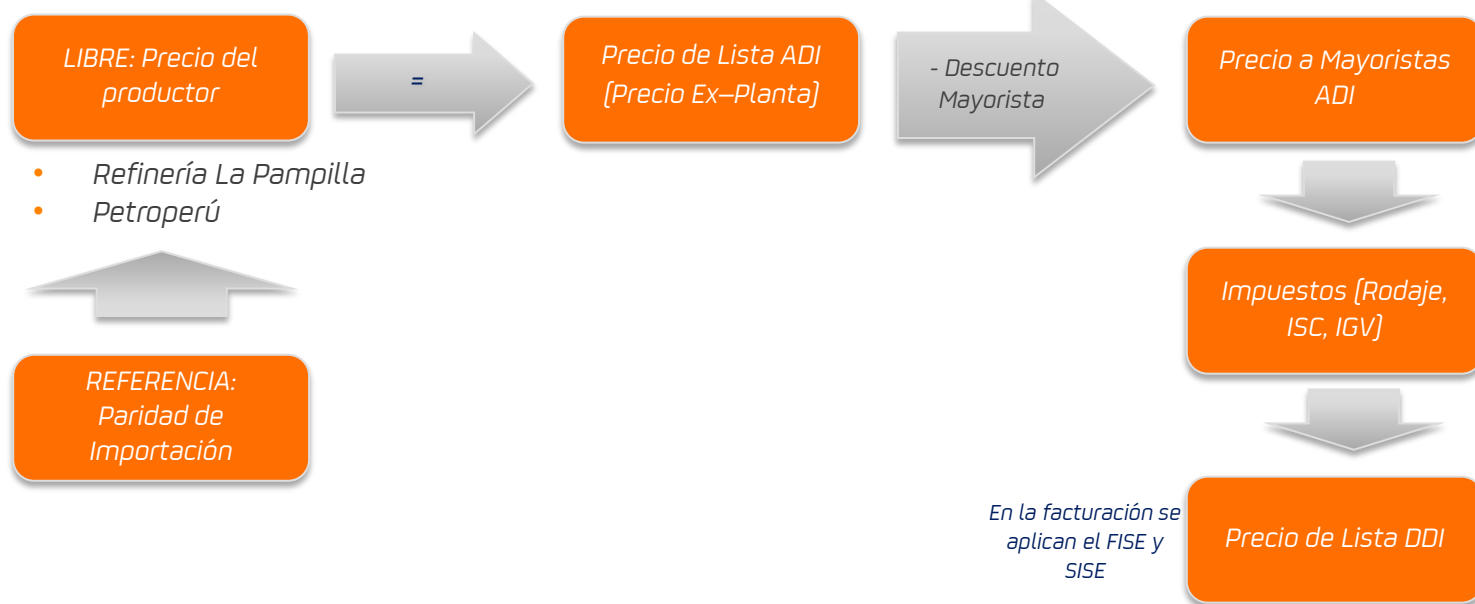 LIBRE: Precio del
productor
=
Precio de Lista ADI
(Precio Ex–Planta)
- Descuento
Mayorista
Precio a Mayoristas
ADI
• Refinería La Pampilla
• Petroperú
Impuestos (Rodaje,
ISC, IGV)
REFERENCIA:
Paridad de
Importación
En la facturación se
aplican el FISE y
SISE
Precio de Lista DDI